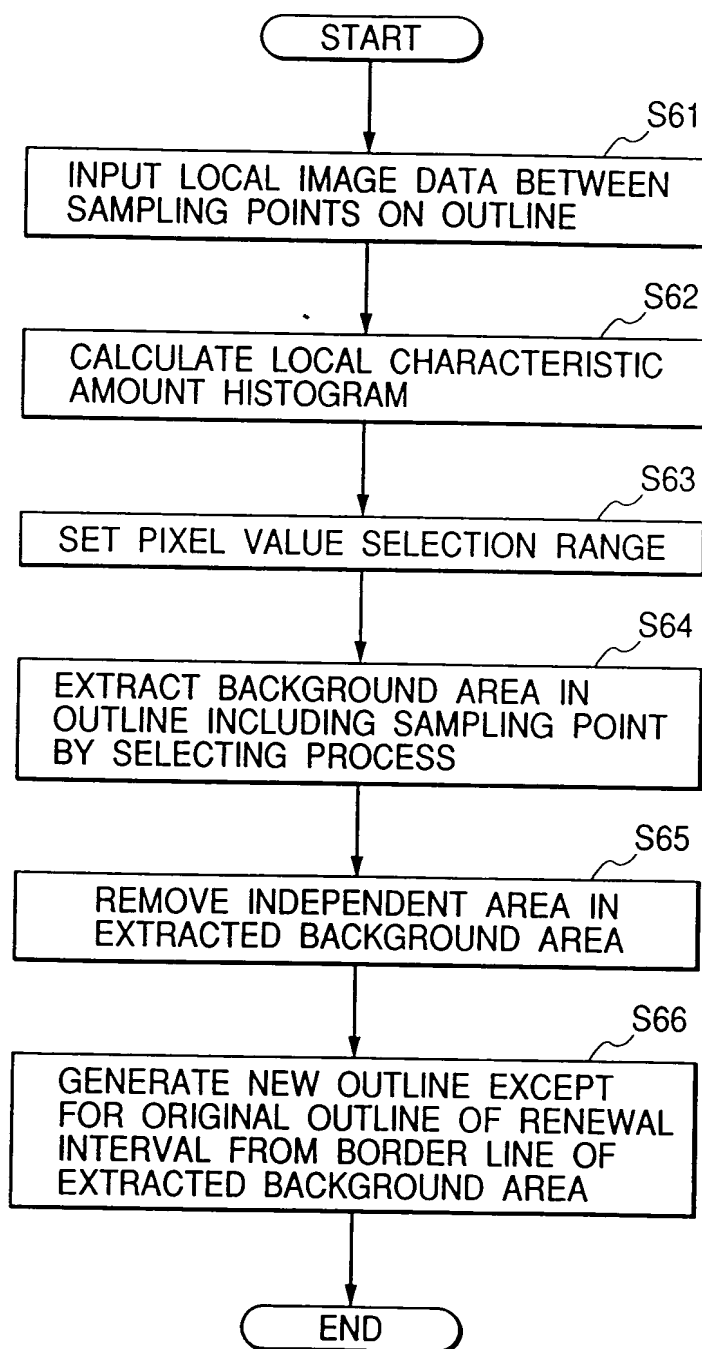 START
S61
INPUT LOCAL IMAGE DATA BETWEEN
SAMPLING POINTS ON OUTLINE
S62
CALCULATE LOCAL CHARACTERISTIC
AMOUNT HISTOGRAM
S63
SET PIXEL VALUE SELECTION RANGE
S64
EXTRACT BACKGROUND AREA IN
OUTLINE INCLUDING SAMPLING POINT
BY SELECTING PROCESS
S65
REMOVE INDEPENDENT AREA IN
EXTRACTED BACKGROUND AREA
S66
GENERATE NEW OUTLINE EXCEPT
FOR ORIGINAL OUTLINE OF RENEWAL
INTERVAL FROM BORDER LINE OF
EXTRACTED BACKGROUND AREA
END